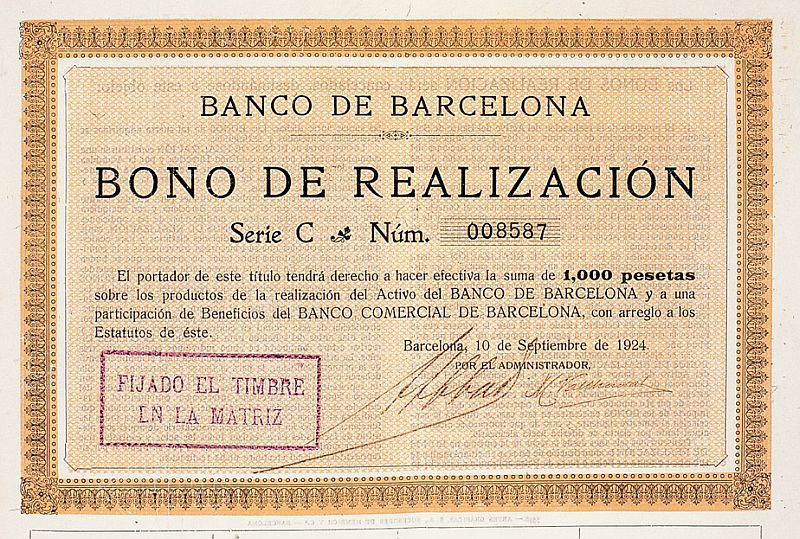 BANCO DE BARCELONA
BONO DE REALIZACIÓN
Serie C Núm. 008587
El portador de este título tendrá derecho a hacer efectiva la suma de 1,000 pesetas
sobre los productos de la realización del Activo del BANCO DE BARCELONA y a una
participación de Beneficios del BANCO COMERCIAL DE BARCELONA, con arreglo a los
Estatutos de éste.
Barcelona, 10 de Septiembre de 1924
POR EL ADMINISTRADOR,
FIJADO EL TIMBRE
EN LA MATRIZ